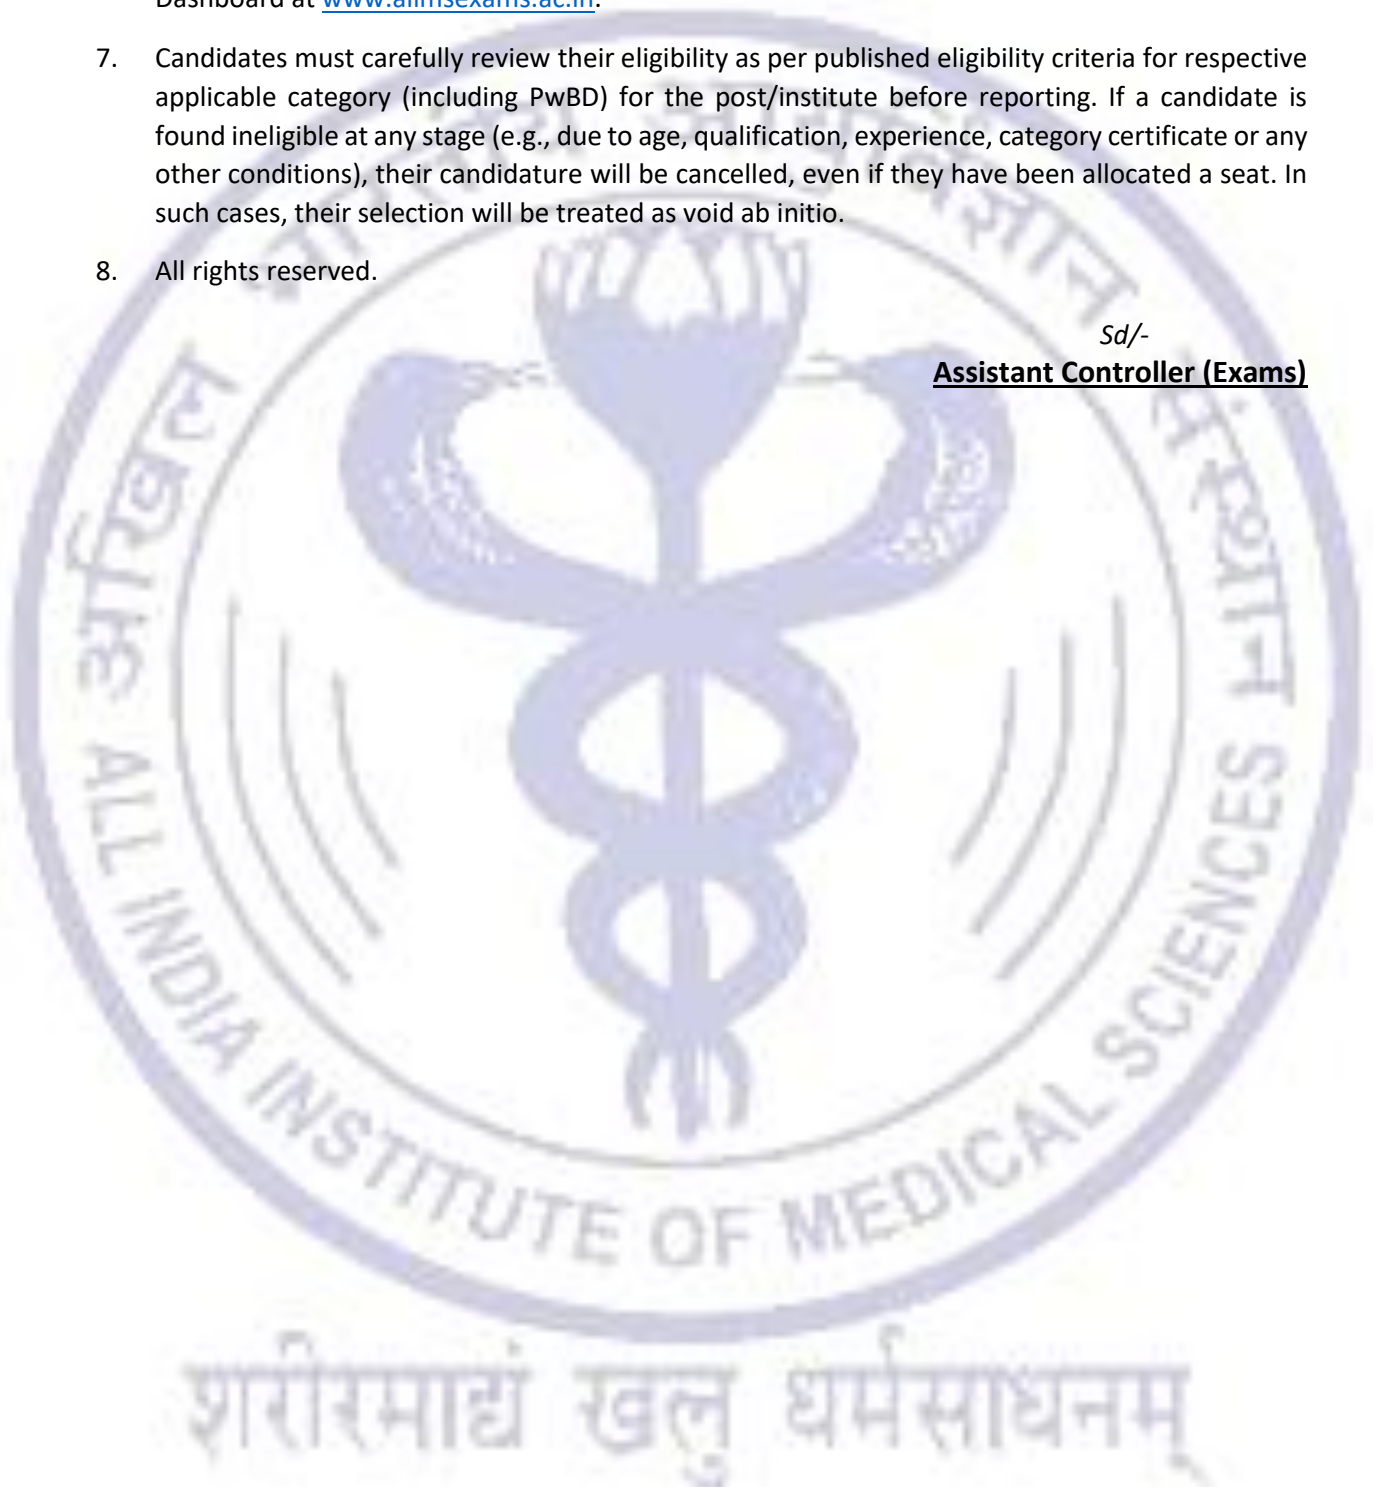 Dashboard at www.aiimsexams.ac.in.
7. Candidates must carefully review their eligibility as per published eligibility criteria for respective
applicable category (including PwBD) for the post/institute before reporting. If a candidate is
found ineligible at any stage (e.g., due to age, qualification, experience, category certificate or any
other conditions), their candidature will be cancelled, even if they have been allocated a seat. In
such cases, their selection will be treated as void ab initio.
8. All rights reserved.
Sd/-
Assistant Controller (Exams)
अखिल भारतीय आयुर्विज्ञान संस्थान
ALL INDIA INSTITUTE OF MEDICAL SCIENCES
शरीरमाद्यं खलु धर्मसाधनम्